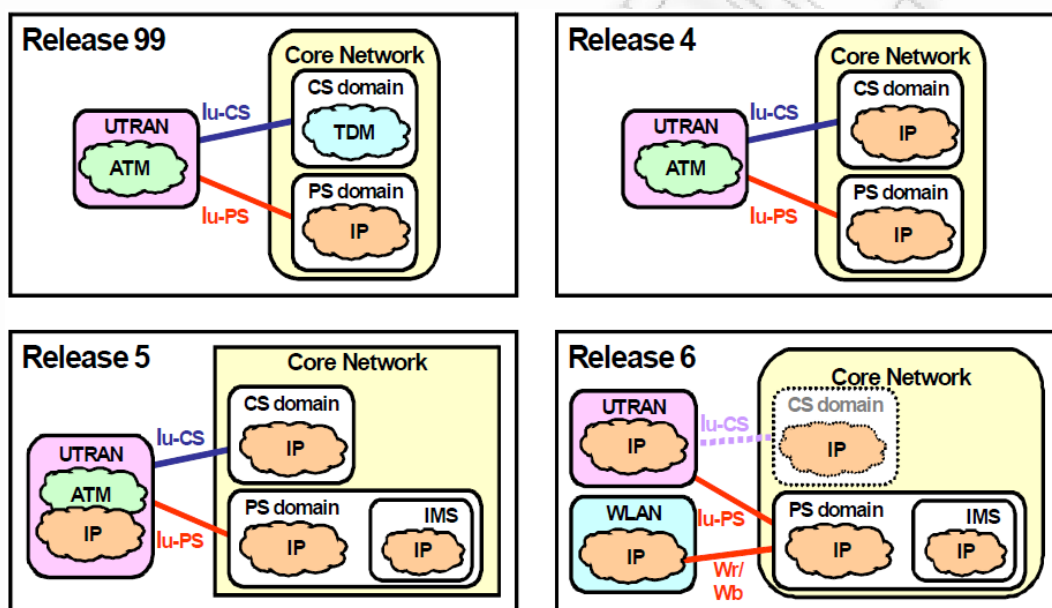 Release 99
Core Network
CS domain
TDM
Iu-CS
UTRAN
ATM
Iu-PS
PS domain
IP
Release 4
Core Network
CS domain
IP
Iu-CS
UTRAN
ATM
Iu-PS
PS domain
IP
Release 5
Core Network
CS domain
IP
Iu-CS
UTRAN
ATM
IP
Iu-PS
PS domain
IP
IMS
IP
Release 6
Core Network
CS domain
IP
Iu-CS
UTRAN
IP
Iu-PS
WLAN
IP
Wr/
Wb
PS domain
IP
IMS
IP